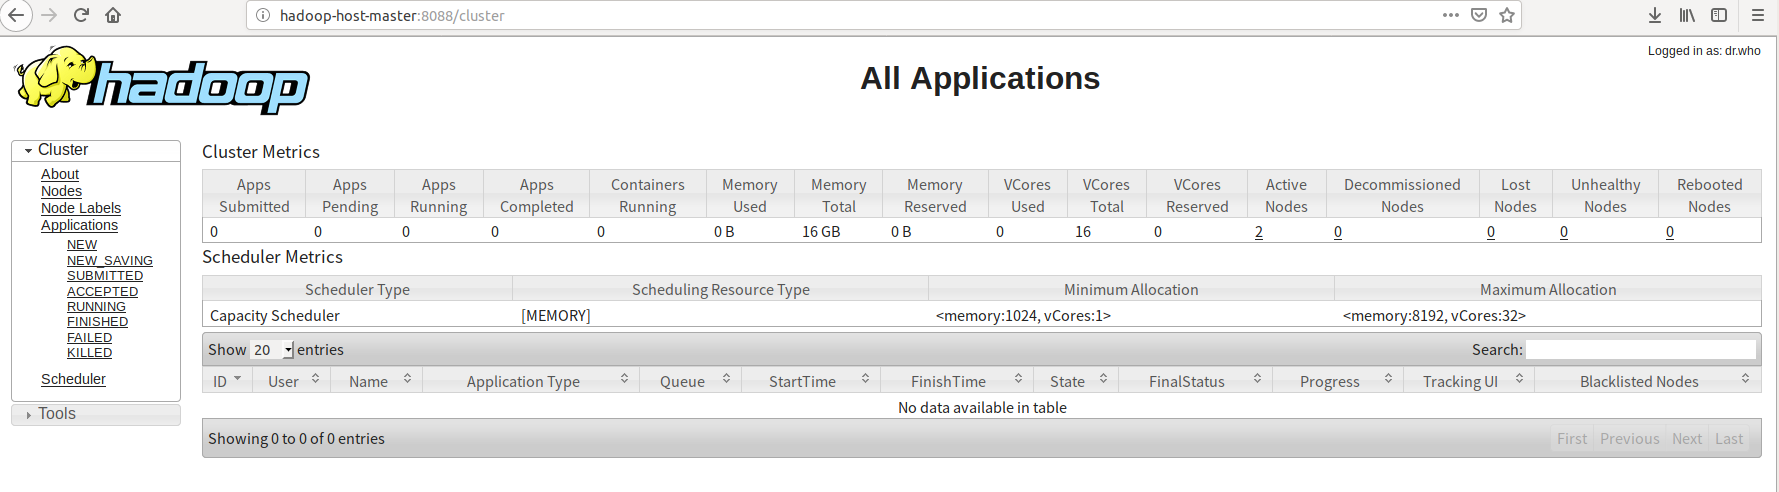 hadoop-host-master:8088/cluster
Logged in as: dr.who
hadoop
All Applications
Cluster
About
Nodes
Node Labels
Applications
NEW
NEW_SAVING
SUBMITTED
ACCEPTED
RUNNING
FINISHED
FAILED
KILLED
Scheduler
Tools
Cluster Metrics
Apps Submitted Apps Pending Apps Running Apps Completed Containers Running Memory Used Memory Total Memory Reserved VCores Used VCores Total VCores Reserved Active Nodes Decommissioned Nodes Lost Nodes Unhealthy Nodes Rebooted Nodes
0 0 0 0 0 0 B 16 GB 0 B 0 16 0 2 0 0 0 0
Scheduler Metrics
Scheduler Type Scheduling Resource Type Minimum Allocation Maximum Allocation
Capacity Scheduler [MEMORY] <memory:1024, vCores:1> <memory:8192, vCores:32>
Show 20 entries Search:
ID User Name Application Type Queue StartTime FinishTime State FinalStatus Progress Tracking UI Blacklisted Nodes
No data available in table
Showing 0 to 0 of 0 entries First Previous Next Last